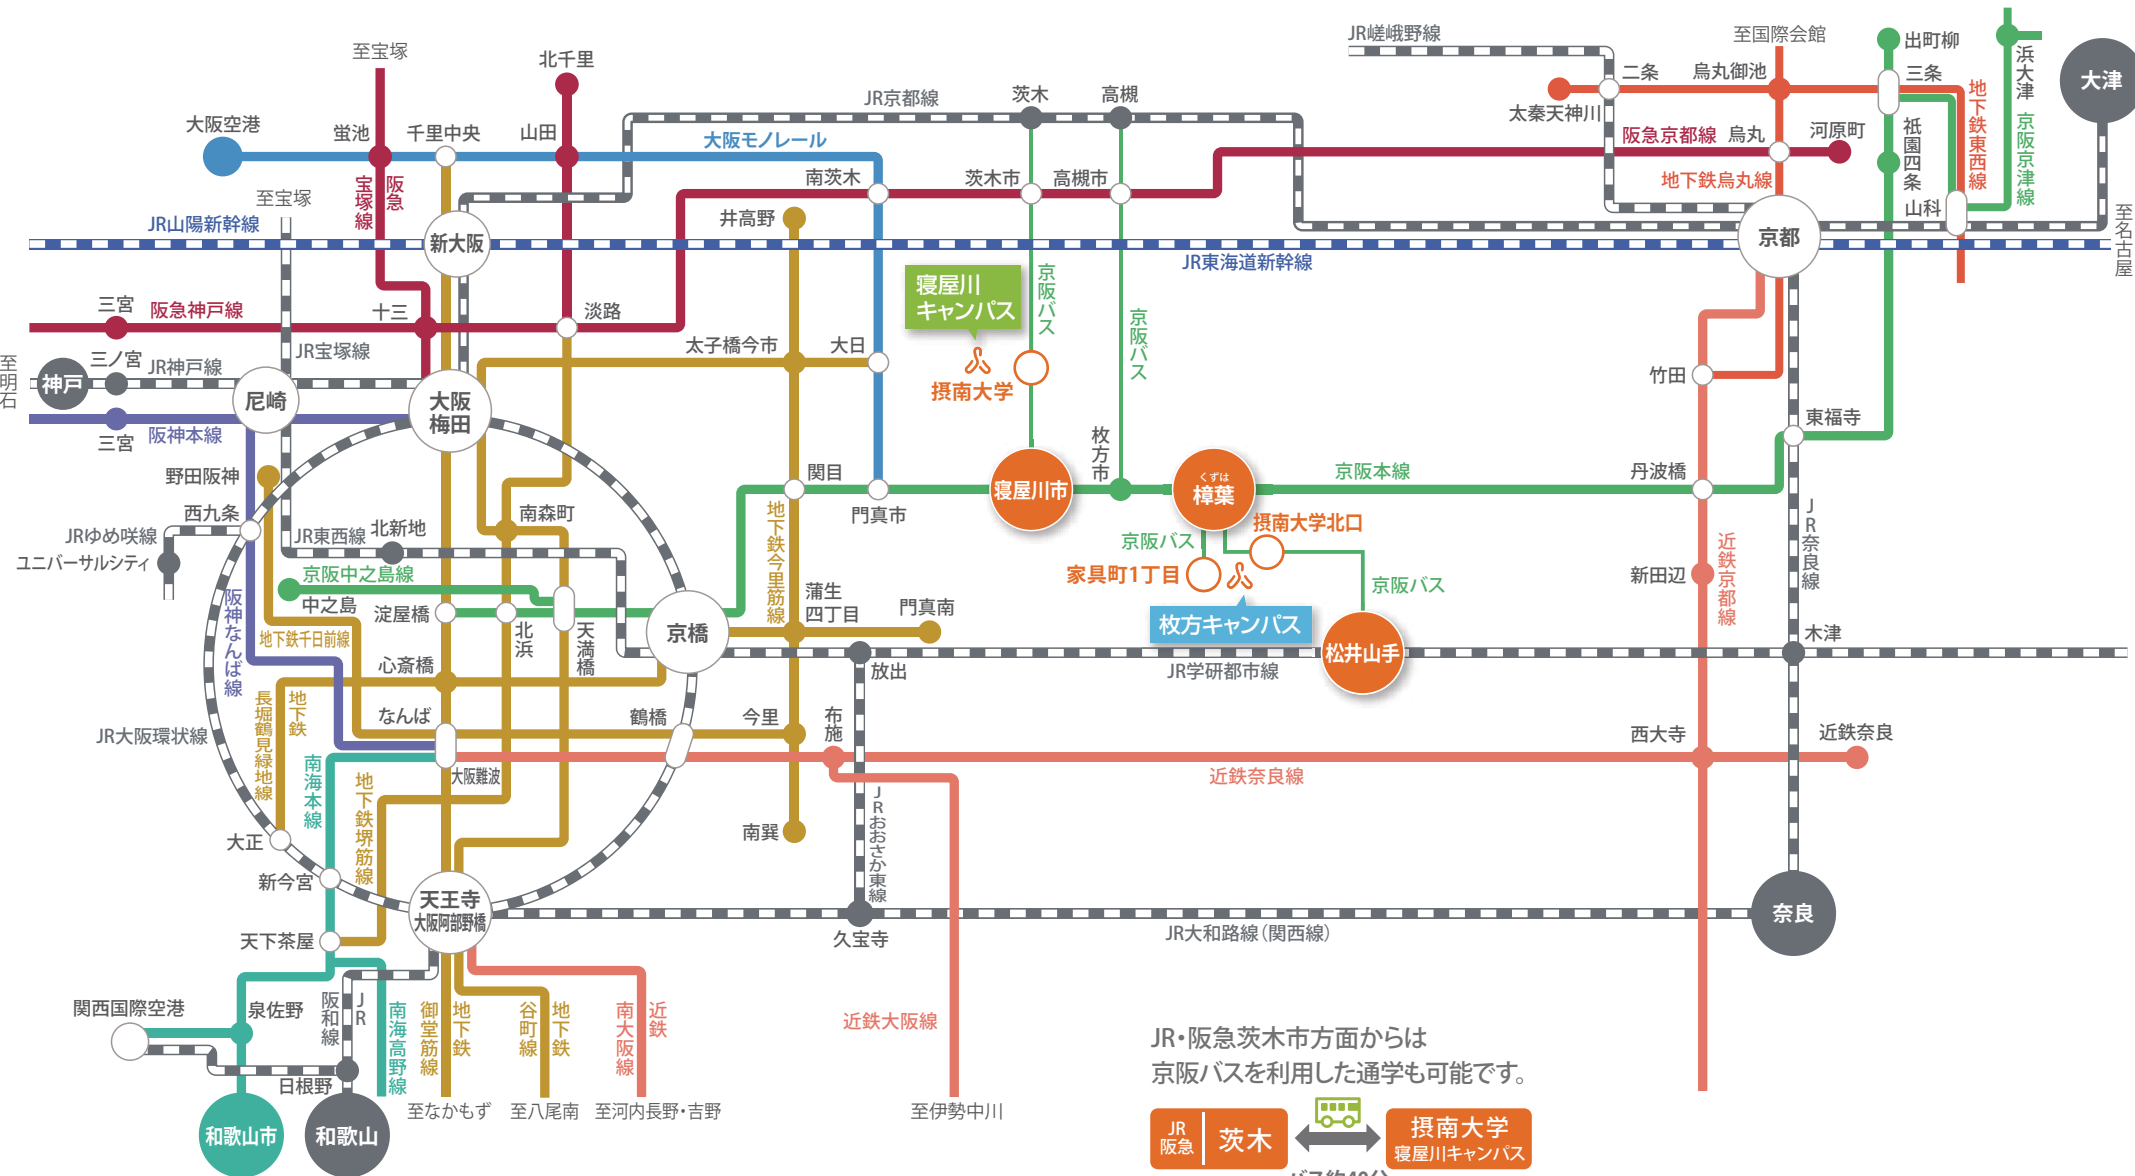 JR嵯峨野線
至国際会館
出町柳
浜大津
大津
至宝塚
北千里
二条
烏丸御池
三条
太秦天神川
地下鉄東西線
京阪京津線
JR京都線
茨木
高槻
大阪空港
蛍池
千里中央
山田
大阪モノレール
阪急京都線
烏丸
河原町
祇園四条
阪急
宝塚線
至宝塚
南茨木
茨木市
高槻市
地下鉄烏丸線
山科
至名古屋
JR山陽新幹線
新大阪
井高野
京都
JR東海道新幹線
寝屋川
キャンパス
京阪バス
京阪バス
三宮
阪急神戸線
十三
淡路
至明石
三ノ宮
JR神戸線
JR宝塚線
神戸
太子橋今市
大日
摂南大学
竹田
尼崎
大阪
梅田
三宮
阪神本線
東福寺
野田阪神
関目
枚方市
京阪本線
丹波橋
寝屋川市
くずは
樟葉
西九条
南森町
門真市
摂南大学北口
JRゆめ咲線
JR東西線
北新地
地下鉄今里筋線
京阪バス
JR奈良線
ユニバーサルシティ
京阪中之島線
家具町1丁目
京阪バス
新田辺
近鉄京都線
中之島
淀屋橋
北浜
天満橋
京橋
蒲生
四丁目
門真南
枚方キャンパス
阪神なんば線
地下鉄千日前線
松井山手
木津
心斎橋
放出
JR学研都市線
地下鉄
長堀鶴見緑地線
なんば
鶴橋
今里
布施
西大寺
近鉄奈良
JR大阪環状線
南海本線
大阪難波
近鉄奈良線
地下鉄堺筋線
JRおおさか東線
大正
南巽
新今宮
天王寺
大阪阿部野橋
奈良
天下茶屋
久宝寺
JR大和路線（関西線）
関西国際空港
泉佐野
JR
阪和線
南海高野線
地下鉄
御堂筋線
地下鉄
谷町線
近鉄
南大阪線
近鉄大阪線
日根野
至なかもず
至八尾南
至河内長野・吉野
至伊勢中川
和歌山市
和歌山
JR・阪急茨木市方面からは
京阪バスを利用した通学も可能です。
JR
阪急
茨木
摂南大学
寝屋川キャンパス